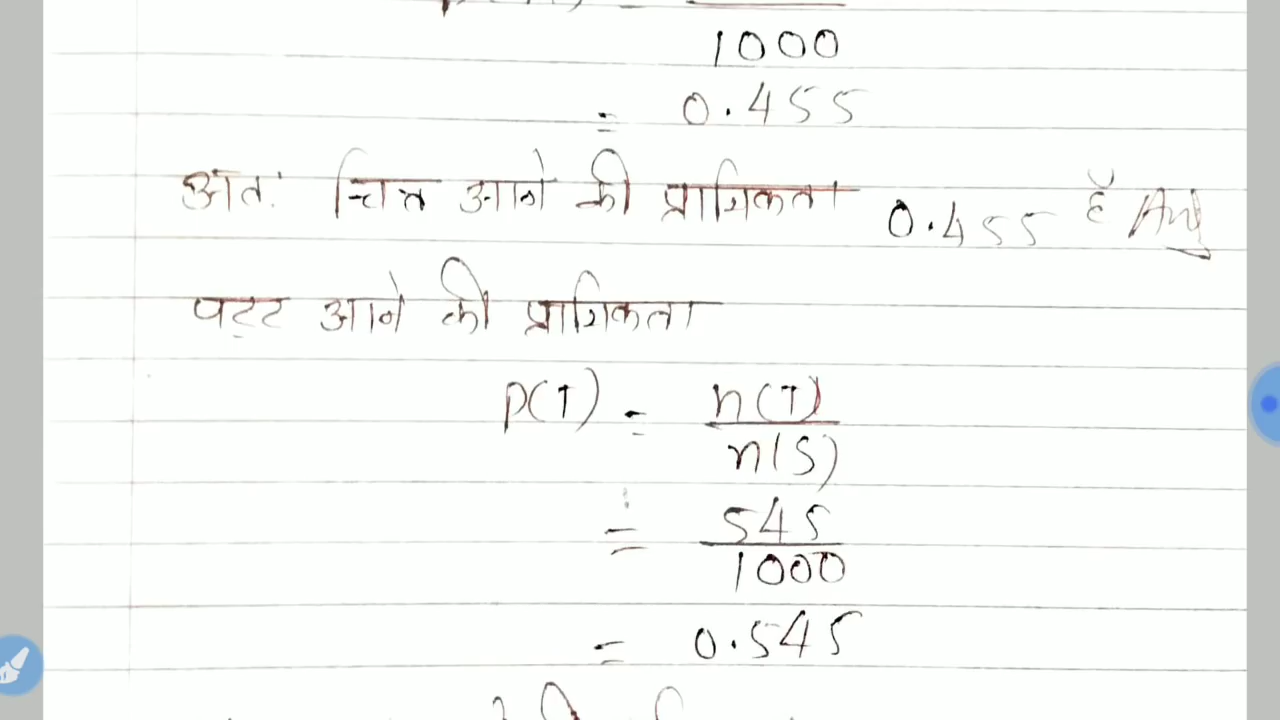 1000
= 0.455
अतः चित्त आने की प्रायिकता 0.455 है Ans
पट्ट आने की प्रायिकता
P(T) = n(T)
n(S)
= 545
1000
= 0.545